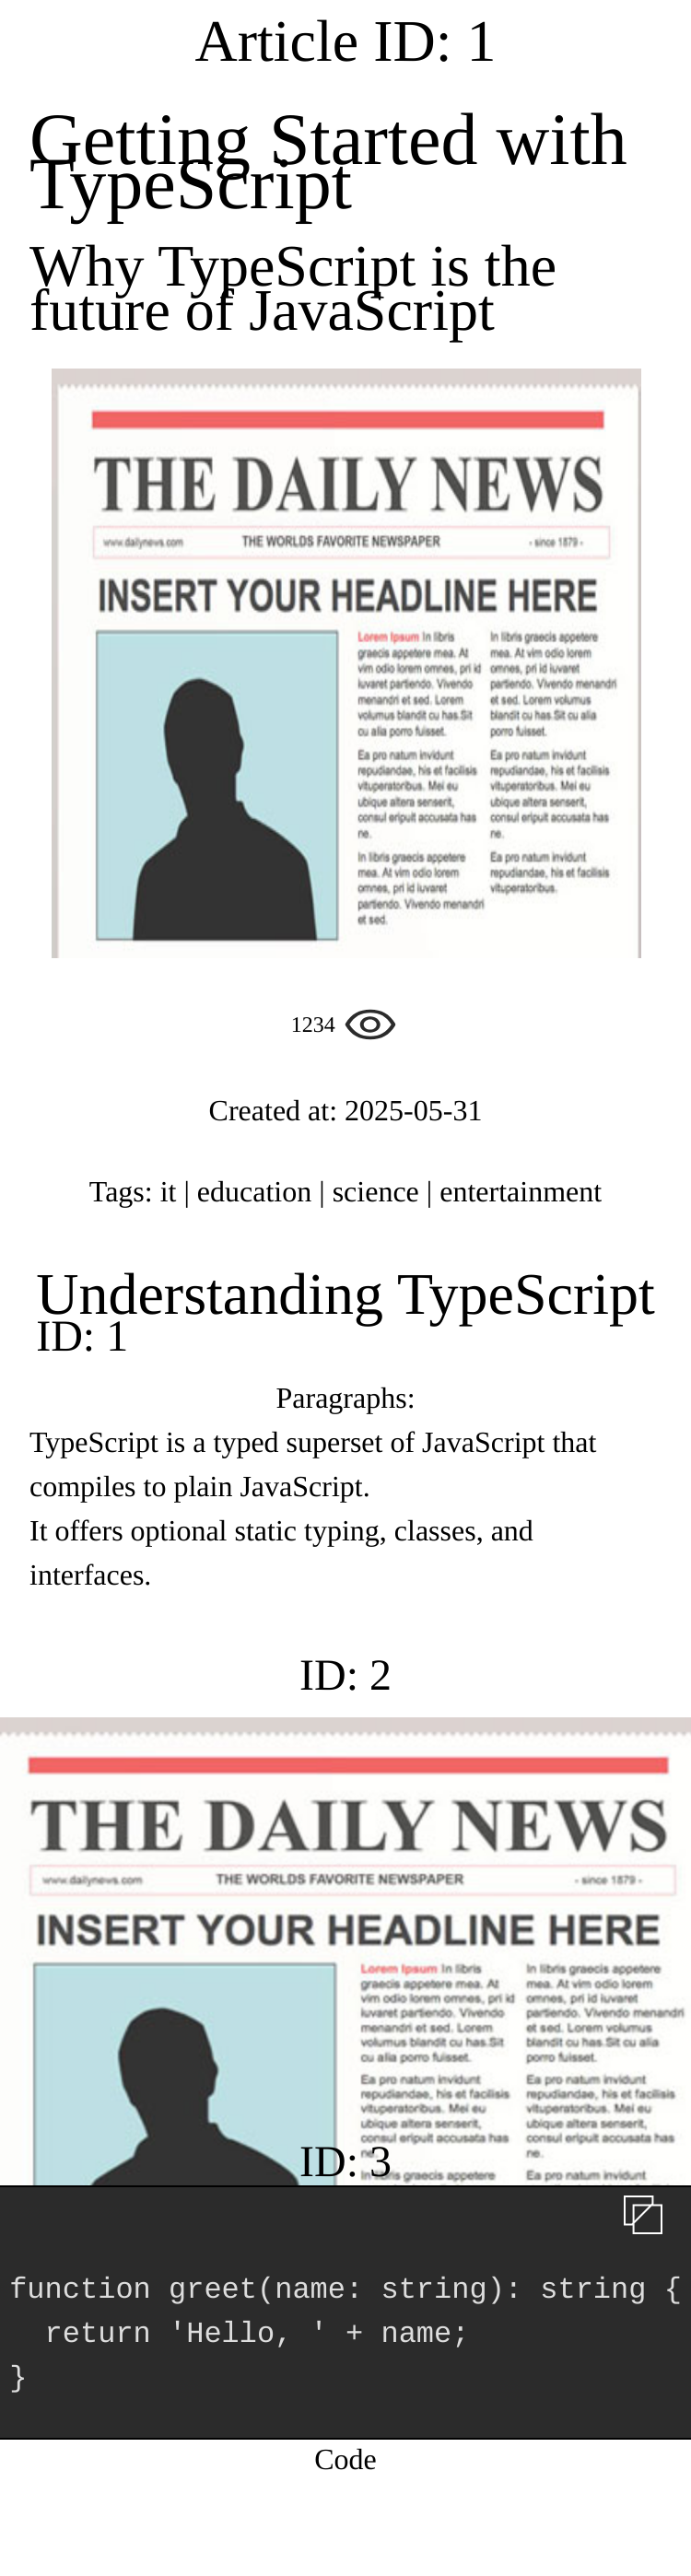 Article ID: 1
Getting Started with
TypeScript
Why TypeScript is the
future of JavaScript
THE DAILY NEWS
www.dailynews.com THE WORLDS FAVORITE NEWSPAPER - since 1879 -
INSERT YOUR HEADLINE HERE
Lorem Ipsum In libris
graecis appetere mea. At
vim odio lorem omnes, pri id
iuvaret partiendo. Vivendo
menandri et sed. Lorem
volumus blandit cu has.Sit
cu alia porro fuisset.
Ea pro natum invidunt
repudiandae, his et facilisis
vituperatoribus. Mei eu
ubique altera senserit,
consul eripuit accusata has
ne.
In libris graecis appetere
mea. At vim odio lorem
omnes, pri id iuvaret
partiendo. Vivendo menandri
et sed.
In libris graecis appetere
mea. At vim odio lorem
omnes, pri id iuvaret
partiendo. Vivendo menandri
et sed. Lorem volumus
blandit cu has.Sit cu alia
porro fuisset.
Ea pro natum invidunt
repudiandae, his et facilisis
vituperatoribus. Mei eu
ubique altera senserit,
consul eripuit accusata has
ne.
Ea pro natum invidunt
repudiandae, his et facilisis
vituperatoribus.
1234
Created at: 2025-05-31
Tags: it | education | science | entertainment
Understanding TypeScript
ID: 1
Paragraphs:
TypeScript is a typed superset of JavaScript that
compiles to plain JavaScript.
It offers optional static typing, classes, and
interfaces.
ID: 2
THE DAILY NEWS
www.dailynews.com THE WORLDS FAVORITE NEWSPAPER - since 1879 -
INSERT YOUR HEADLINE HERE
Lorem Ipsum In libris
graecis appetere mea. At
vim odio lorem omnes, pri id
iuvaret partiendo. Vivendo
menandri et sed. Lorem
volumus blandit cu has.Sit
cu alia porro fuisset.
Ea pro natum invidunt
repudiandae, his et facilisis
vituperatoribus. Mei eu
ubique altera senserit,
consul eripuit accusata has
ne.
In libris graecis appetere
In libris graecis appetere
mea. At vim odio lorem
omnes, pri id iuvaret
partiendo. Vivendo menandri
et sed. Lorem volumus
blandit cu has.Sit cu alia
porro fuisset.
Ea pro natum invidunt
repudiandae, his et facilisis
vituperatoribus. Mei eu
ubique altera senserit,
consul eripuit accusata has
ne.
Ea pro natum invidunt
ID: 3
function greet(name: string): string {
  return 'Hello, ' + name;
}
Code